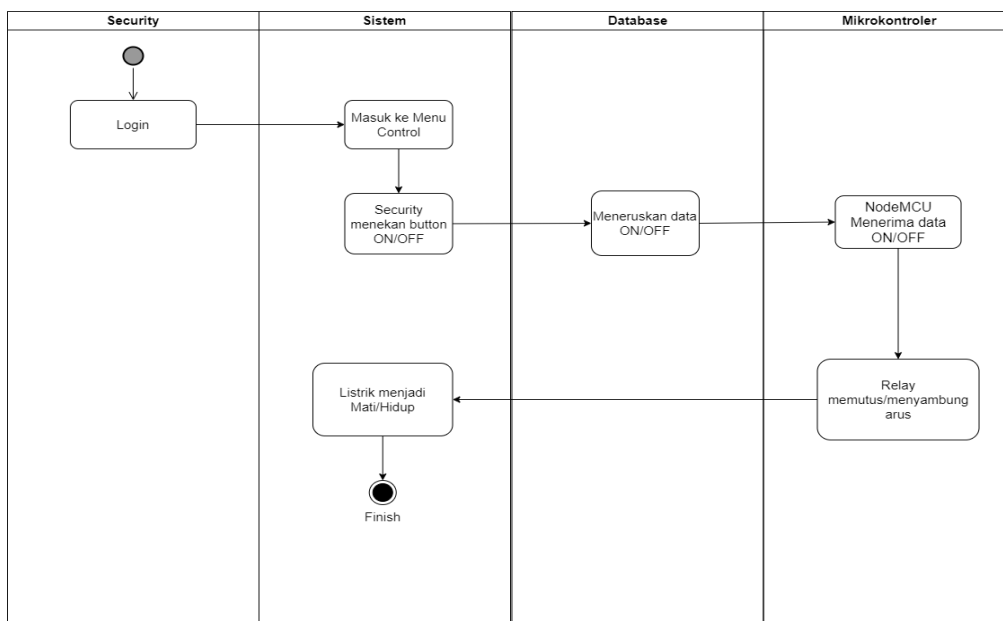 Security
Sistem
Database
Mikrokontroler
Login
Masuk ke Menu
Control
Security
menekan button
ON/OFF
Meneruskan data
ON/OFF
NodeMCU
Menerima data
ON/OFF
Listrik menjadi
Mati/Hidup
Relay
memutus/menyambung
arus
Finish